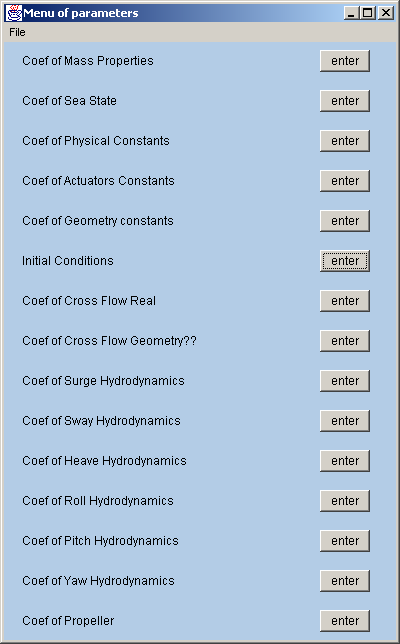 Menu of parameters
File
Coef of Mass Properties enter
Coef of Sea State enter
Coef of Physical Constants enter
Coef of Actuators Constants enter
Coef of Geometry constants enter
Initial Conditions enter
Coef of Cross Flow Real enter
Coef of Cross Flow Geometry?? enter
Coef of Surge Hydrodynamics enter
Coef of Sway Hydrodynamics enter
Coef of Heave Hydrodynamics enter
Coef of Roll Hydrodynamics enter
Coef of Pitch Hydrodynamics enter
Coef of Yaw Hydrodynamics enter
Coef of Propeller enter